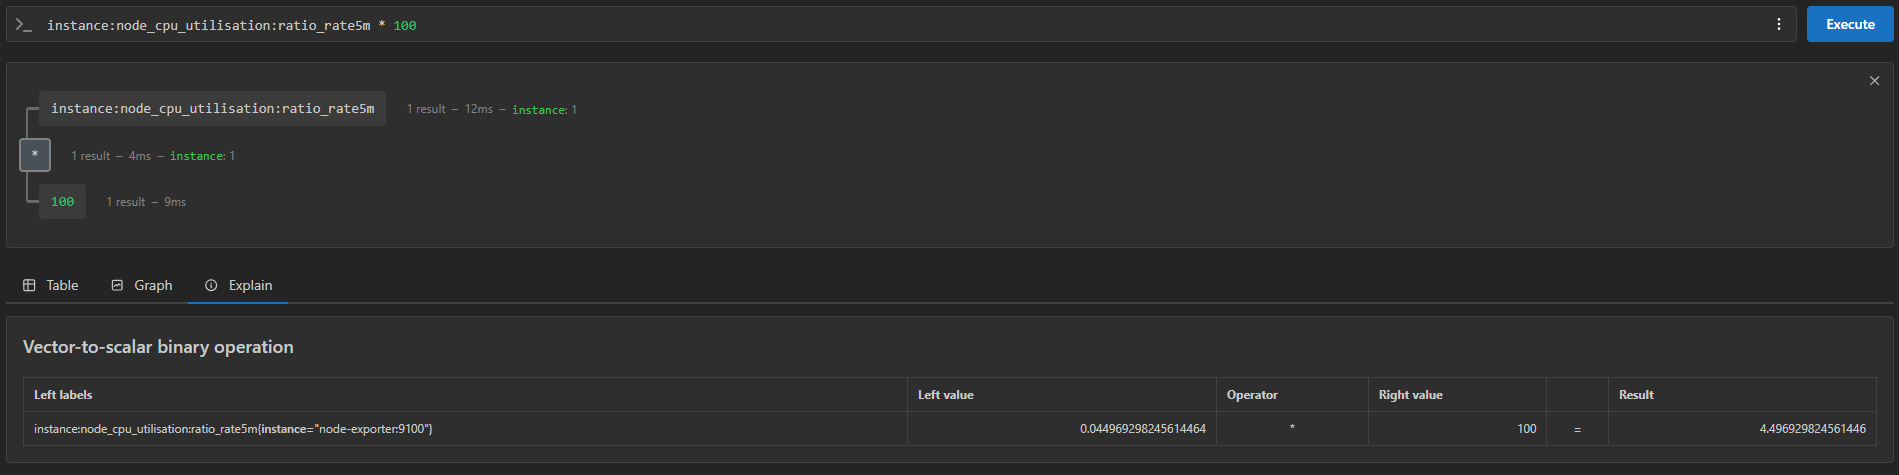 >_ instance:node_cpu_utilisation:ratio_rate5m * 100
Execute
instance:node_cpu_utilisation:ratio_rate5m 1 result – 12ms – instance: 1
* 1 result – 4ms – instance: 1
100 1 result – 9ms
Table Graph Explain
Vector-to-scalar binary operation
Left labels Left value Operator Right value Result
instance:node_cpu_utilisation:ratio_rate5m{instance="node-exporter:9100"} 0.044969298245614464 * 100 = 4.496929824561446